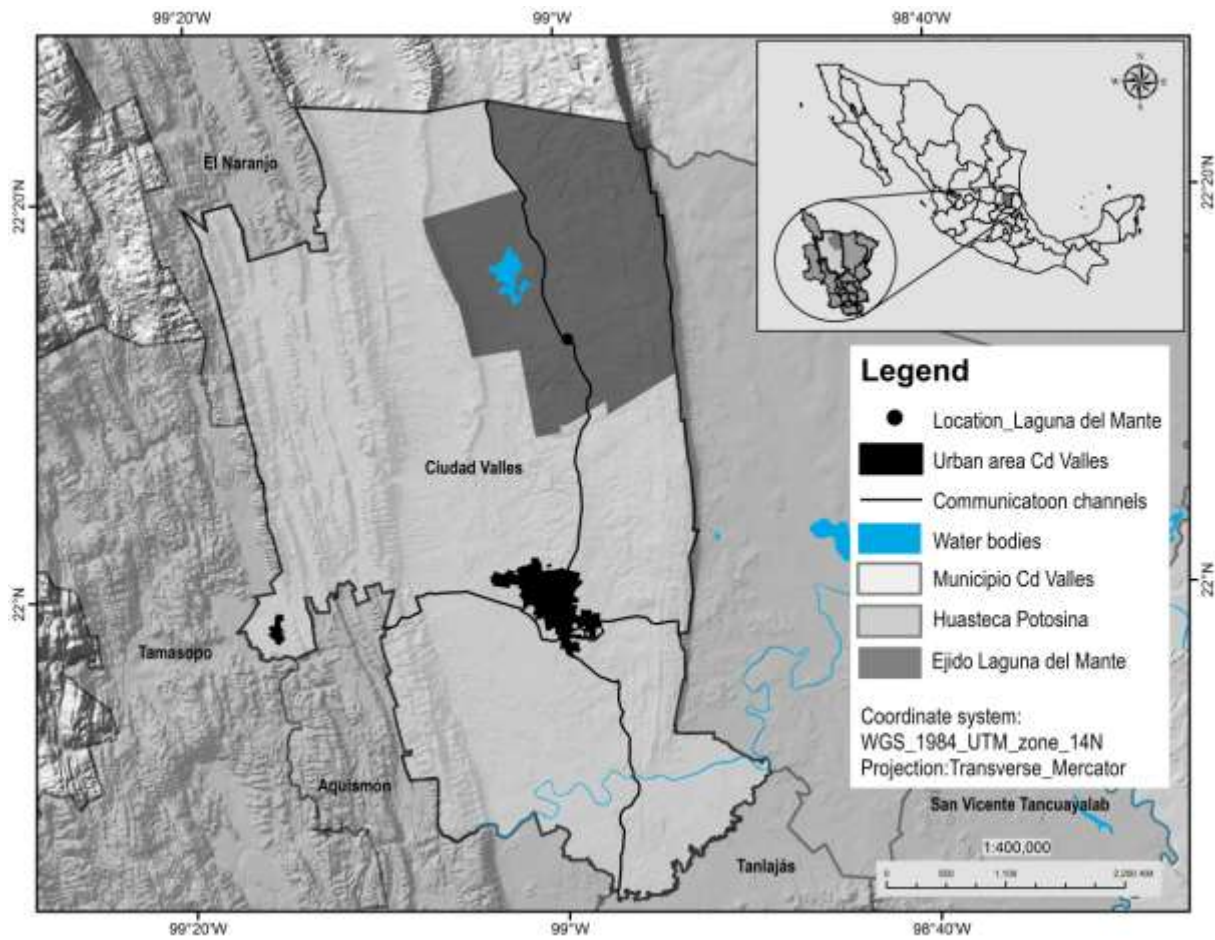 99°20'W 99°W 98°40'W
22°20'N
22°20'N
N
W
E
S
El Naranjo
Legend
Location_Laguna del Mante
Urban area Cd Valles
Communicatoon channels
Water bodies
Municipio Cd Valles
Huasteca Potosina
Ejido Laguna del Mante
Coordinate system:
WGS_1984_UTM_zone_14N
Projection:Transverse_Mercator
Ciudad Valles
22°N
22°N
Tamasopo
Aquismon
San Vicente Tancuayalab
Tanlajás
1:400,000
0
99°20'W 99°W 98°40'W